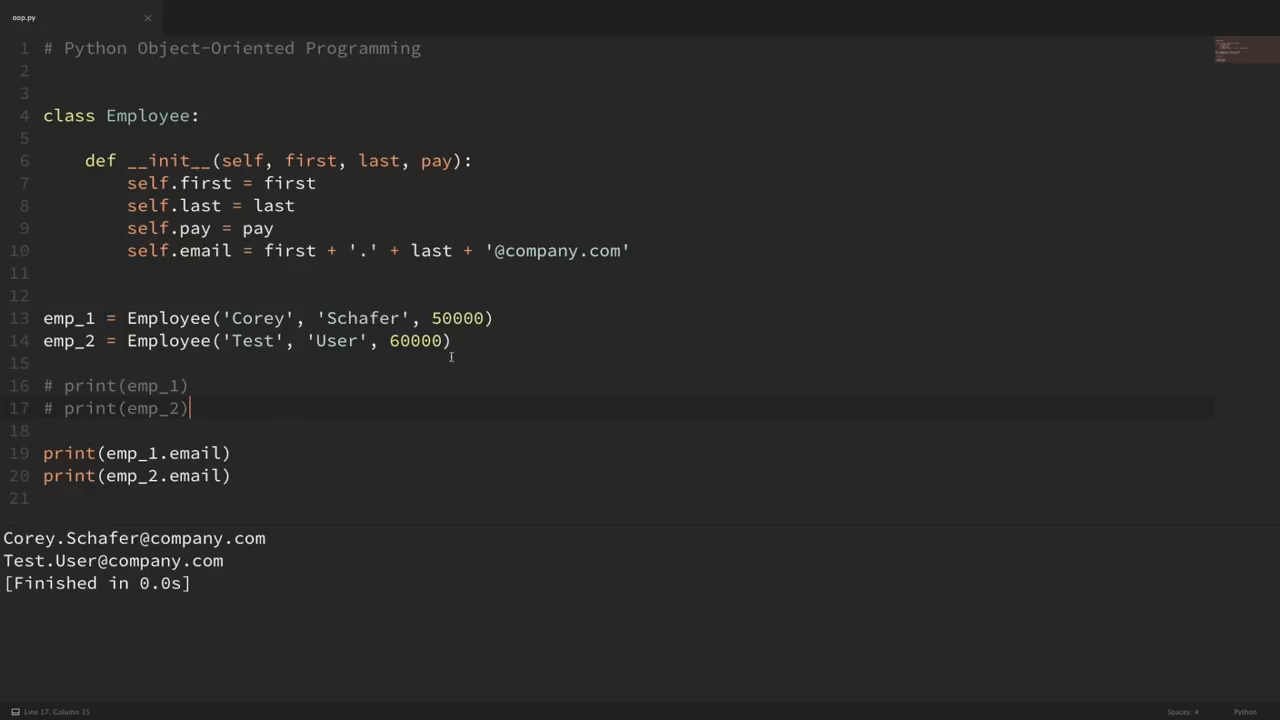 oop.py ×
1 # Python Object-Oriented Programming
2
3
4 class Employee:
5
6     def __init__(self, first, last, pay):
7         self.first = first
8         self.last = last
9         self.pay = pay
10         self.email = first + '.' + last + '@company.com'
11
12
13 emp_1 = Employee('Corey', 'Schafer', 50000)
14 emp_2 = Employee('Test', 'User', 60000)
15
16 # print(emp_1)
17 # print(emp_2)
18
19 print(emp_1.email)
20 print(emp_2.email)
21
Corey.Schafer@company.com
Test.User@company.com
[Finished in 0.0s]
Line 17, Column 15 Spaces: 4 Python